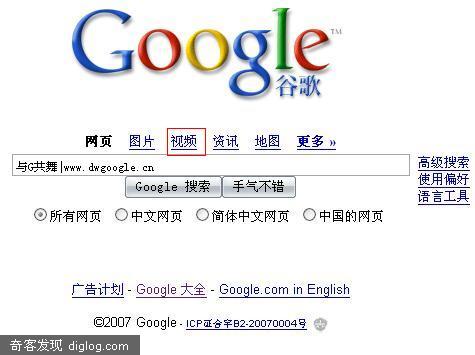 Google™
谷歌
网页 图片 视频 资讯 地图 更多 »
与G共舞|www.dwgoogle.cn
高级搜索
使用偏好
语言工具
Google 搜索 手气不错
所有网页 中文网页 简体中文网页 中国的网页
广告计划 - Google 大全 - Google.com in English
©2007 Google - ICP证合字B2-20070004号
奇客发现 diglog.com